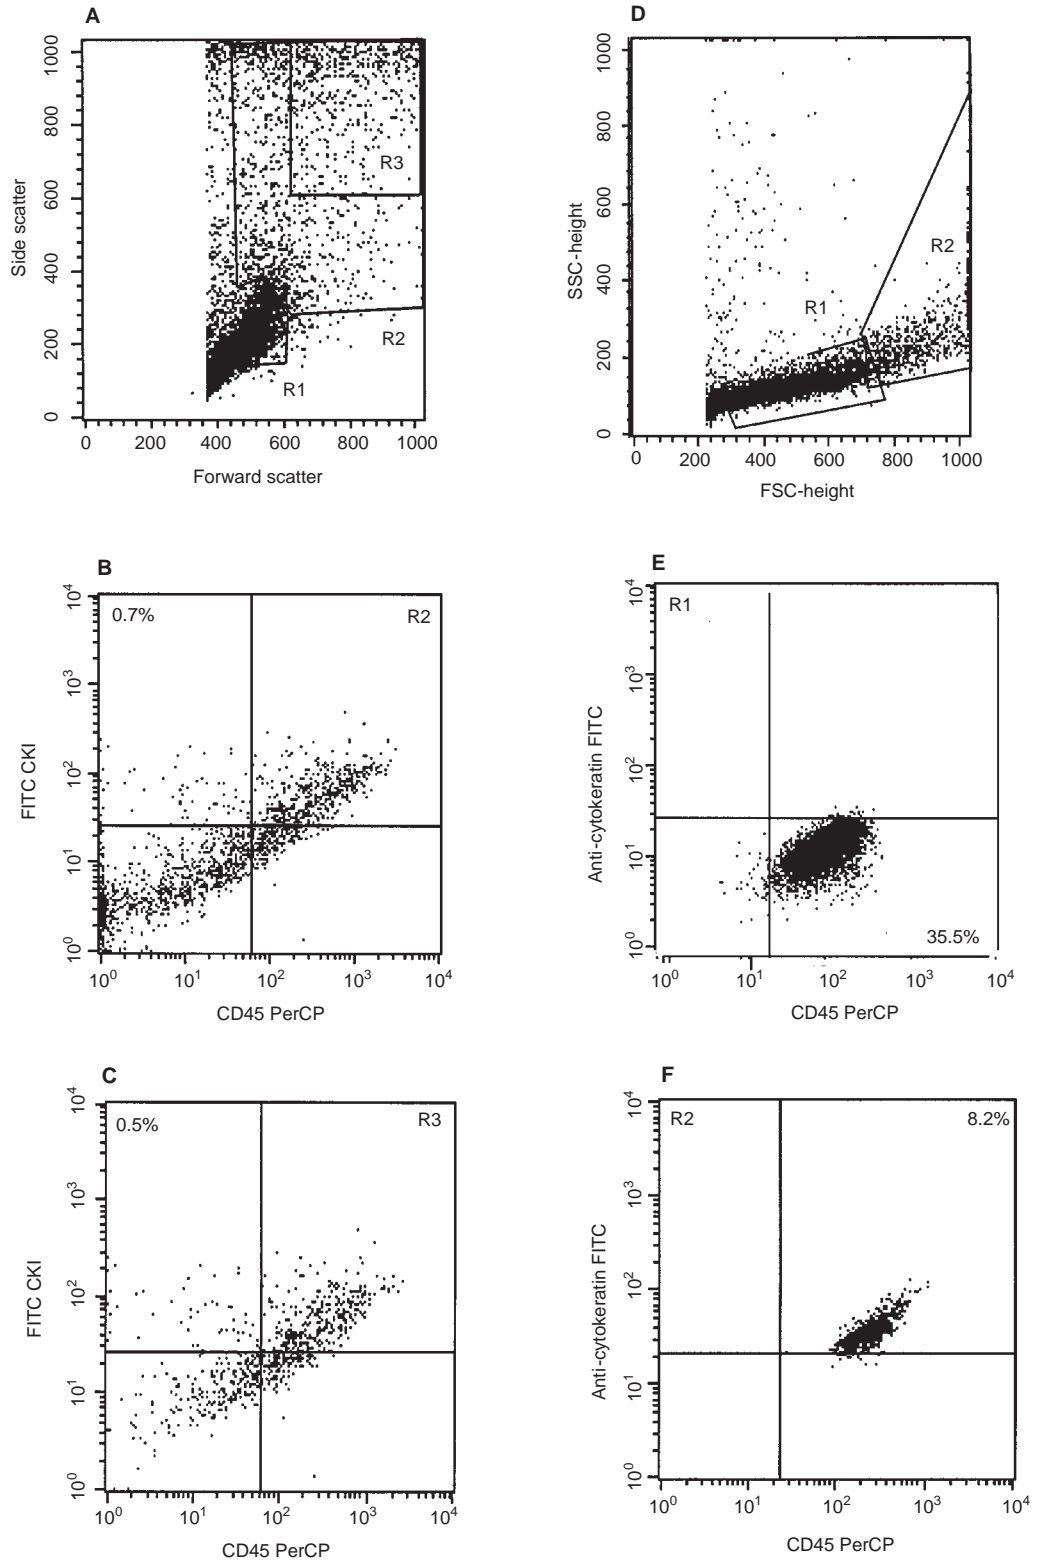 A
1000
800
600
400
200
0
Side scatter
R3
R2
R1
0 200 400 600 800 1000
Forward scatter
D
1000
800
600
400
200
0
SSC-height
R2
R1
0 200 400 600 800 1000
FSC-height
B
10⁴
10³
10²
10¹
10⁰
FITC CKI
0.7% R2
10⁰ 10¹ 10² 10³ 10⁴
CD45 PerCP
E
10⁴
10³
10²
10¹
10⁰
Anti-cytokeratin FITC
R1
35.5%
10⁰ 10¹ 10² 10³ 10⁴
CD45 PerCP
C
10⁴
10³
10²
10¹
10⁰
FITC CKI
0.5% R3
10⁰ 10¹ 10² 10³ 10⁴
CD45 PerCP
F
10⁴
10³
10²
10¹
10⁰
Anti-cytokeratin FITC
R2 8.2%
10⁰ 10¹ 10² 10³ 10⁴
CD45 PerCP